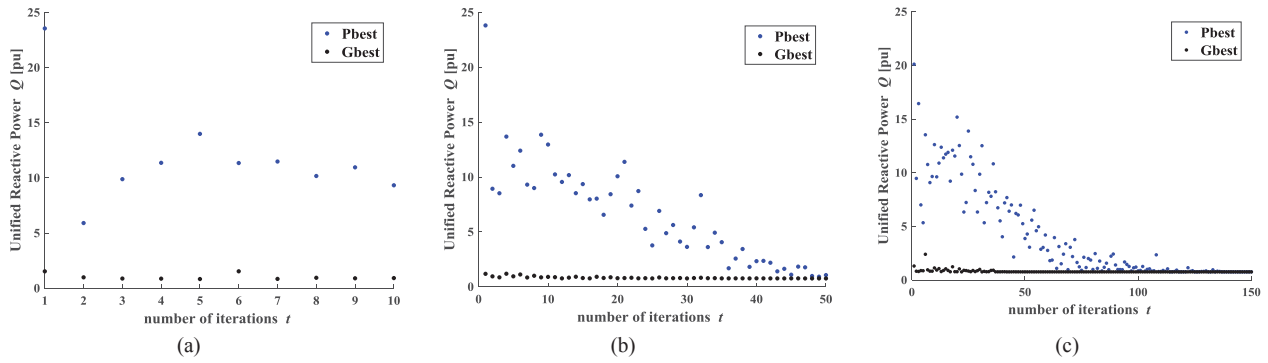 25
20
15
10
5
0
Unified Reactive Power Q [pu]
Pbest
Gbest
1 2 3 4 5 6 7 8 9 10
number of iterations t
(a)
25
20
15
10
5
0
Unified Reactive Power Q [pu]
Pbest
Gbest
0 10 20 30 40 50
number of iterations t
(b)
25
20
15
10
5
0
Unified Reactive Power Q [pu]
Pbest
Gbest
0 50 100 150
number of iterations t
(c)